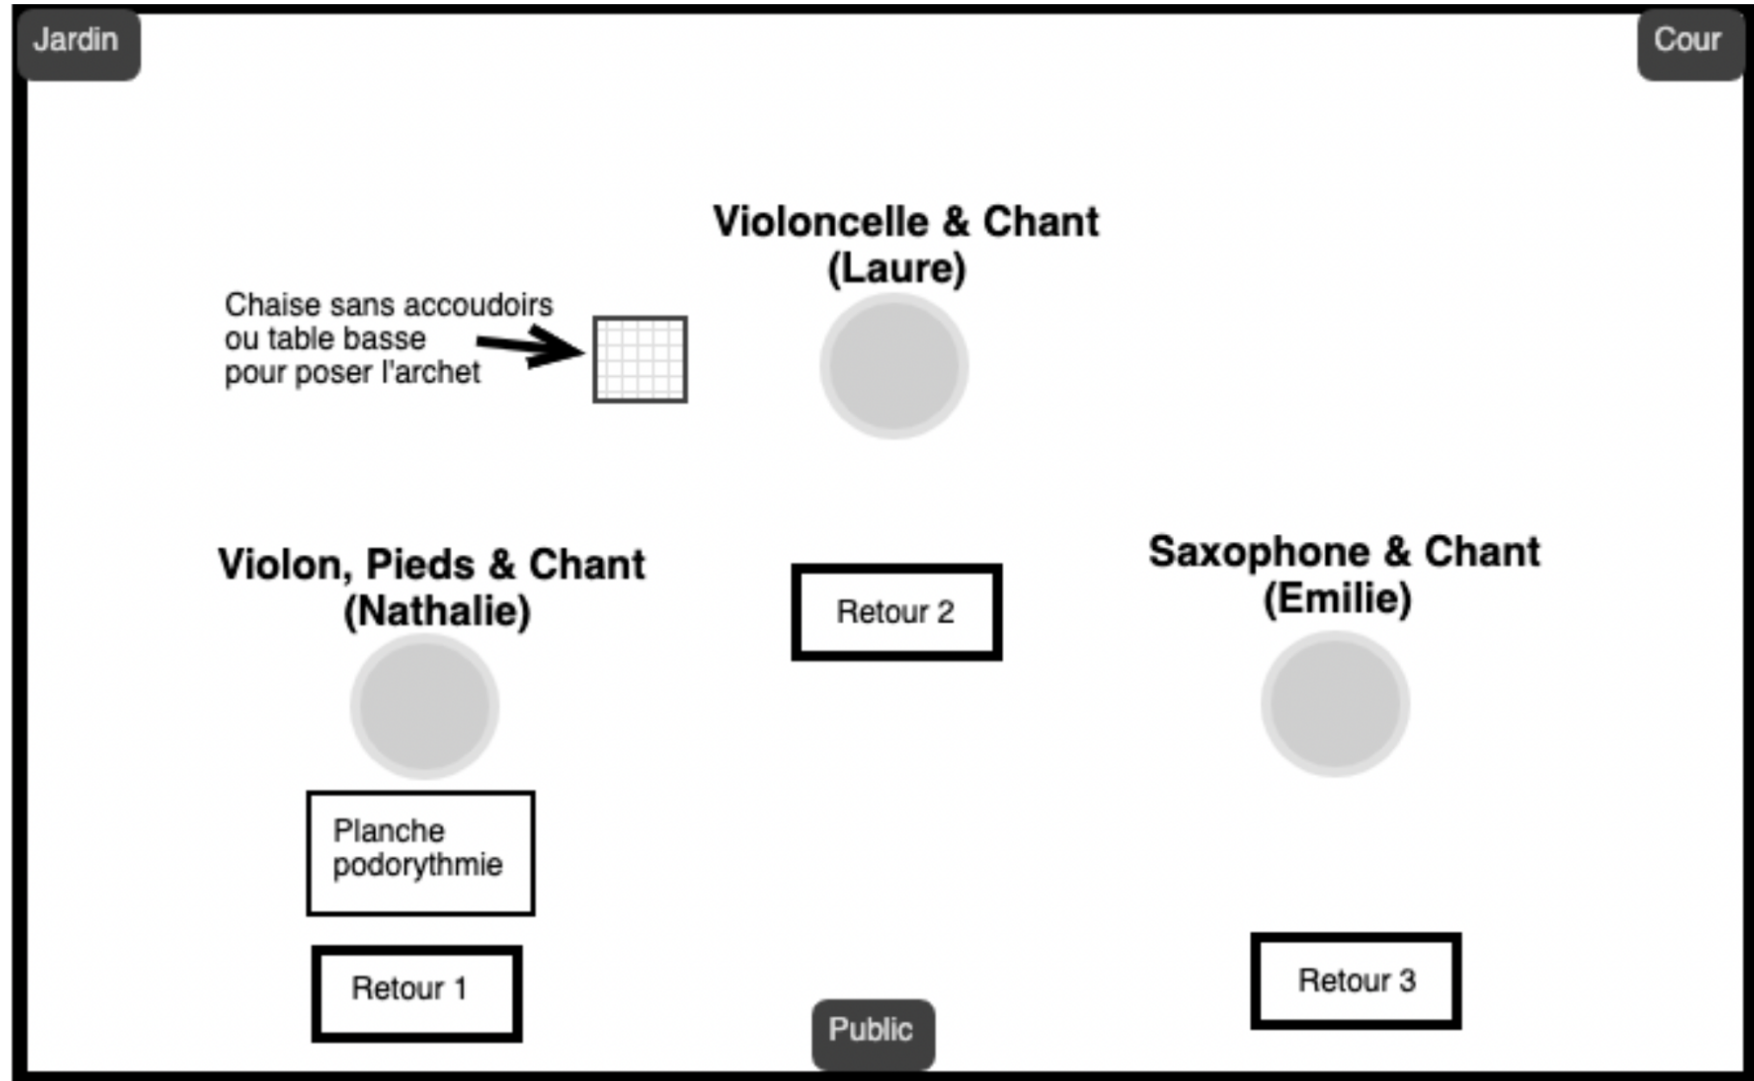 Jardin
Cour
Violoncelle & Chant
(Laure)
Chaise sans accoudoirs
ou table basse
pour poser l'archet
Violon, Pieds & Chant
(Nathalie)
Retour 2
Saxophone & Chant
(Emilie)
Planche
podorythmie
Retour 1
Retour 3
Public